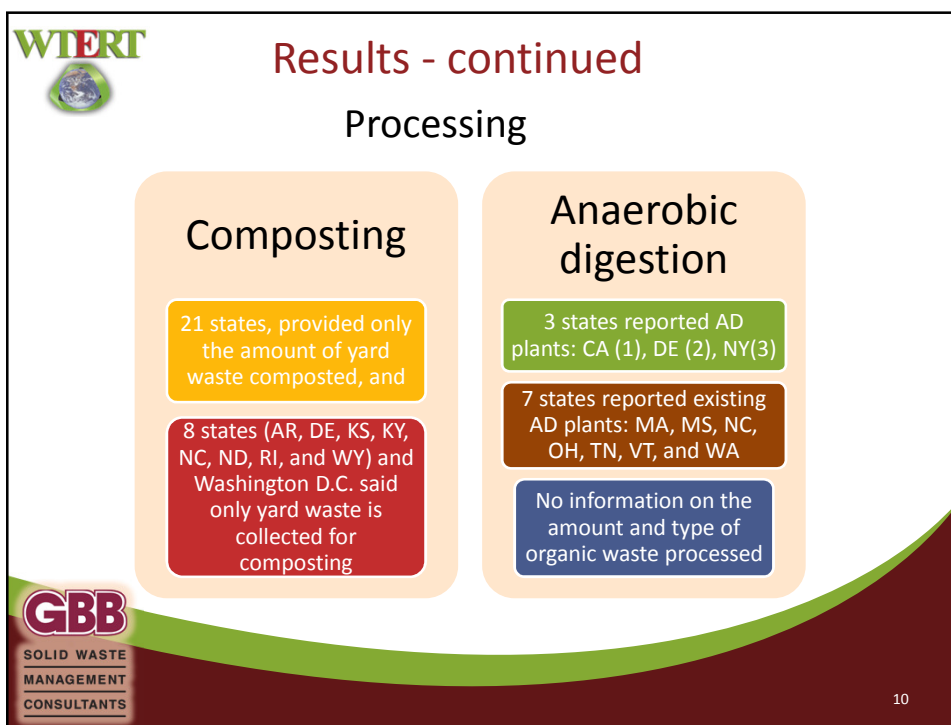 WTERT
Results - continued
Processing
Composting
21 states, provided only
the amount of yard
waste composted, and
8 states (AR, DE, KS, KY,
NC, ND, RI, and WY) and
Washington D.C. said
only yard waste is
collected for
composting
Anaerobic
digestion
3 states reported AD
plants: CA (1), DE (2), NY(3)
7 states reported existing
AD plants: MA, MS, NC,
OH, TN, VT, and WA
No information on the
amount and type of
organic waste processed
GBB
SOLID WASTE
MANAGEMENT
CONSULTANTS
10